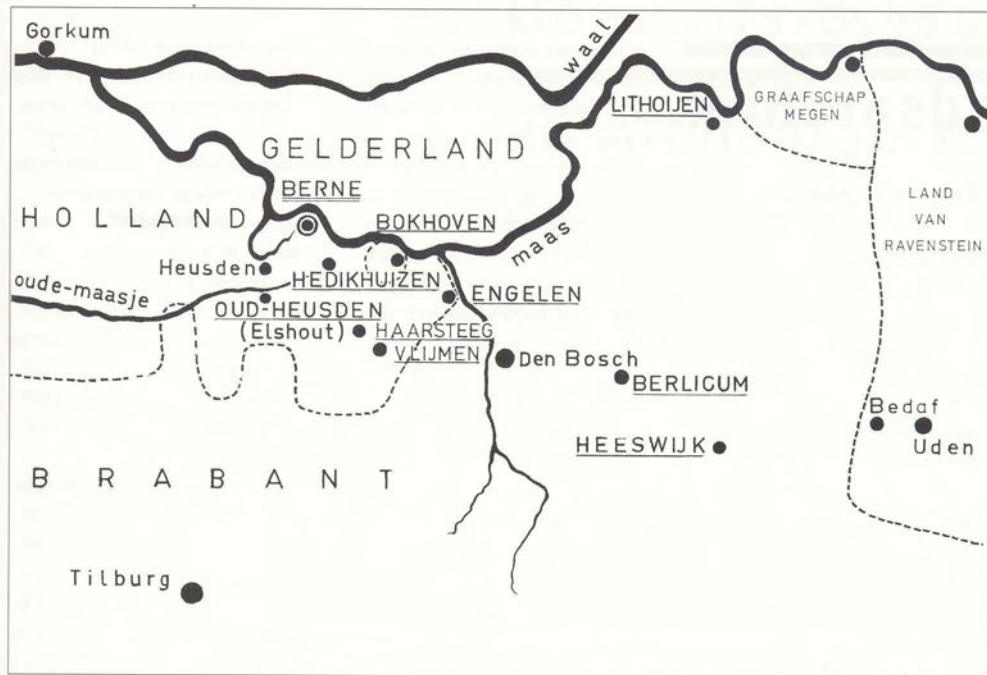 Gorkum
waal
LITHOIJEN
GRAAFSCHAP
MEGEN
GELDERLAND
BERNE
HOLLAND
BOKHOVEN
maas
LAND
VAN
RAVENSTEIN
Heusden
HEDIKHUIZEN
oude-maasje
ENGELEN
OUD-HEUSDEN
(Elshout)
HAARSTEEG
VLIJMEN
Den Bosch
BERLICUM
Bedaf
Uden
HEESWIJK
BRABANT
Tilburg